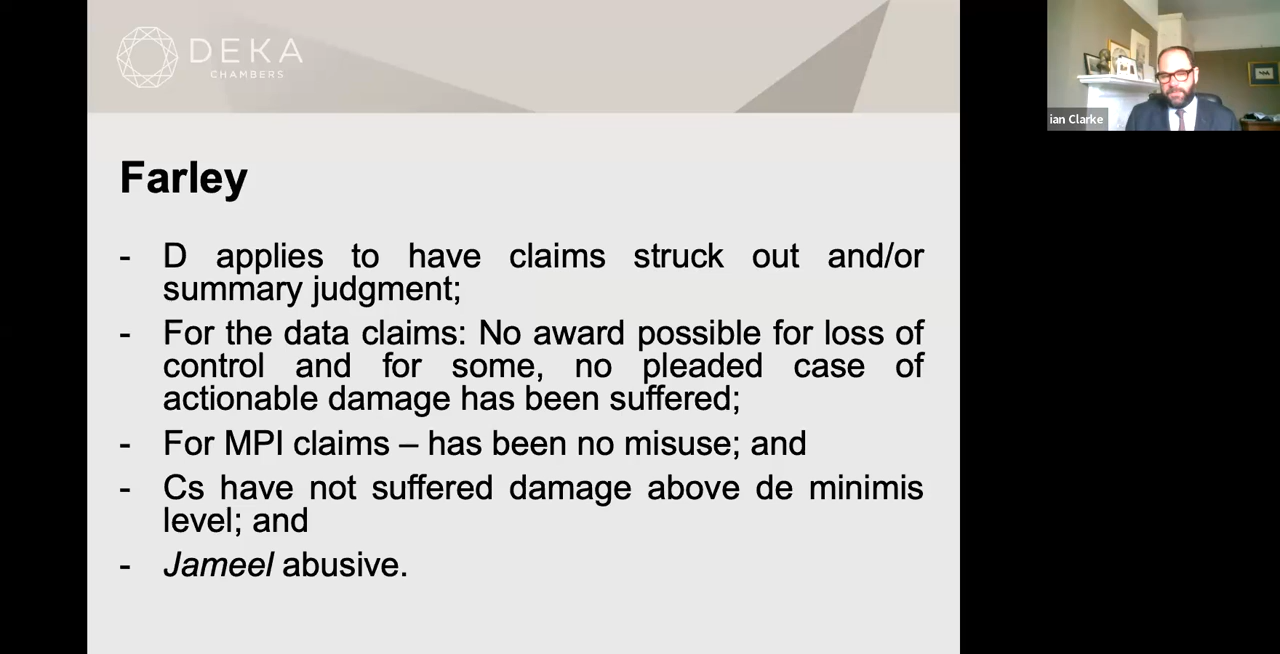 DEKA
CHAMBERS
ian Clarke
Farley
- D applies to have claims struck out and/or
summary judgment;
- For the data claims: No award possible for loss of
control and for some, no pleaded case of
actionable damage has been suffered;
- For MPI claims – has been no misuse; and
- Cs have not suffered damage above de minimis
level; and
- Jameel abusive.